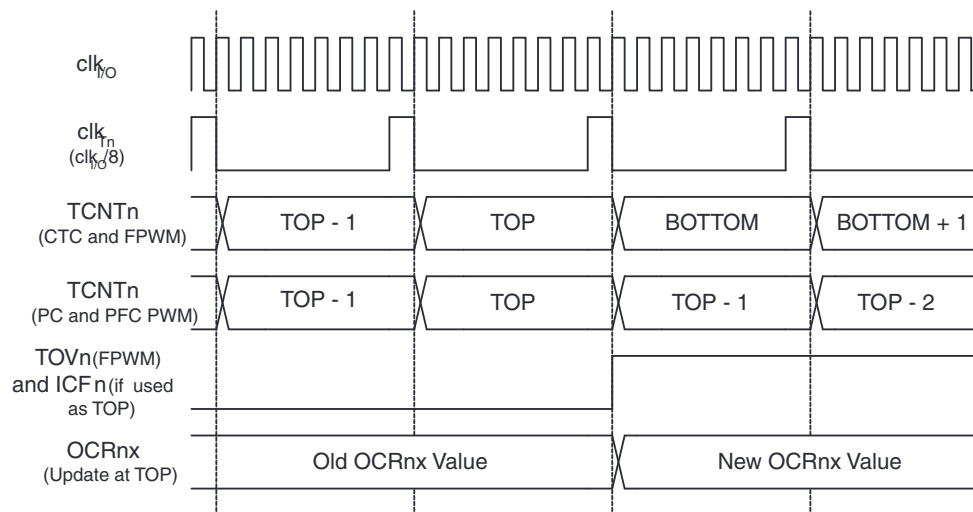 clkI/O
clkTn
(clkI/O/8)
TCNTn
(CTC and FPWM)
TOP - 1
TOP
BOTTOM
BOTTOM + 1
TCNTn
(PC and PFC PWM)
TOP - 1
TOP
TOP - 1
TOP - 2
TOVn(FPWM)
and ICFn(if used
as TOP)
OCRnx
(Update at TOP)
Old OCRnx Value
New OCRnx Value